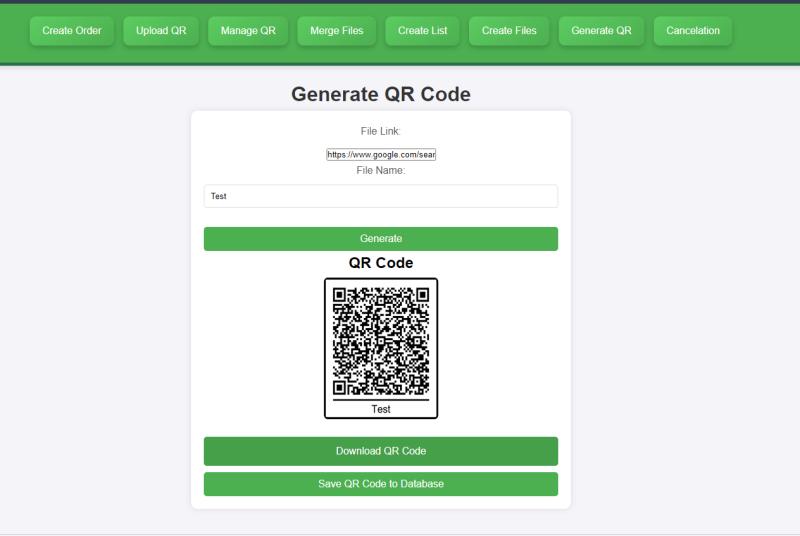 Create Order Upload QR Manage QR Merge Files Create List Create Files Generate QR Cancelation
Generate QR Code
File Link:
https://www.google.com/sear
File Name:
Test
Generate
QR Code
Test
Download QR Code
Save QR Code to Database